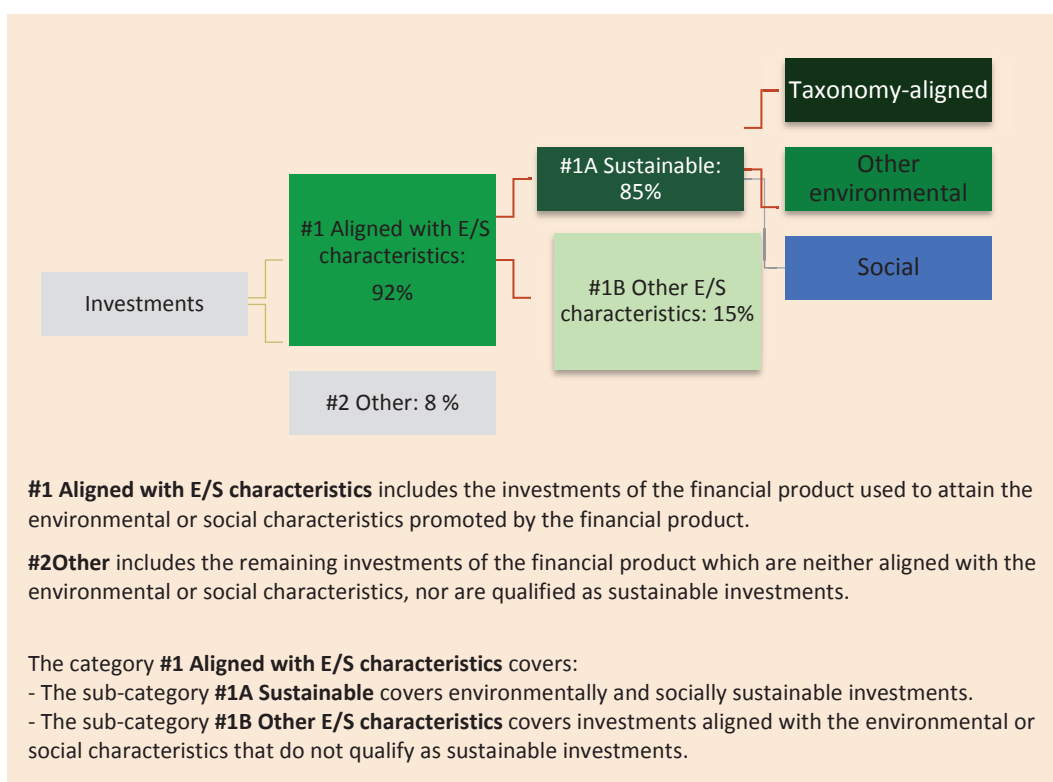 Taxonomy-aligned
#1A Sustainable:
85%
Other
environmental
#1 Aligned with E/S
characteristics:
92%
Social
Investments
#1B Other E/S
characteristics: 15%
#2 Other: 8 %
#1 Aligned with E/S characteristics includes the investments of the financial product used to attain the
environmental or social characteristics promoted by the financial product.
#2Other includes the remaining investments of the financial product which are neither aligned with the
environmental or social characteristics, nor are qualified as sustainable investments.
The category #1 Aligned with E/S characteristics covers:
- The sub-category #1A Sustainable covers environmentally and socially sustainable investments.
- The sub-category #1B Other E/S characteristics covers investments aligned with the environmental or
social characteristics that do not qualify as sustainable investments.